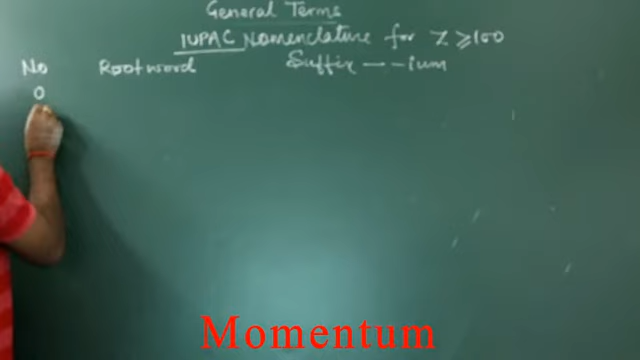 General Terms
IUPAC Nomenclature for Z ≥ 100
No Rootword Suffix — -ium
0
Momentum